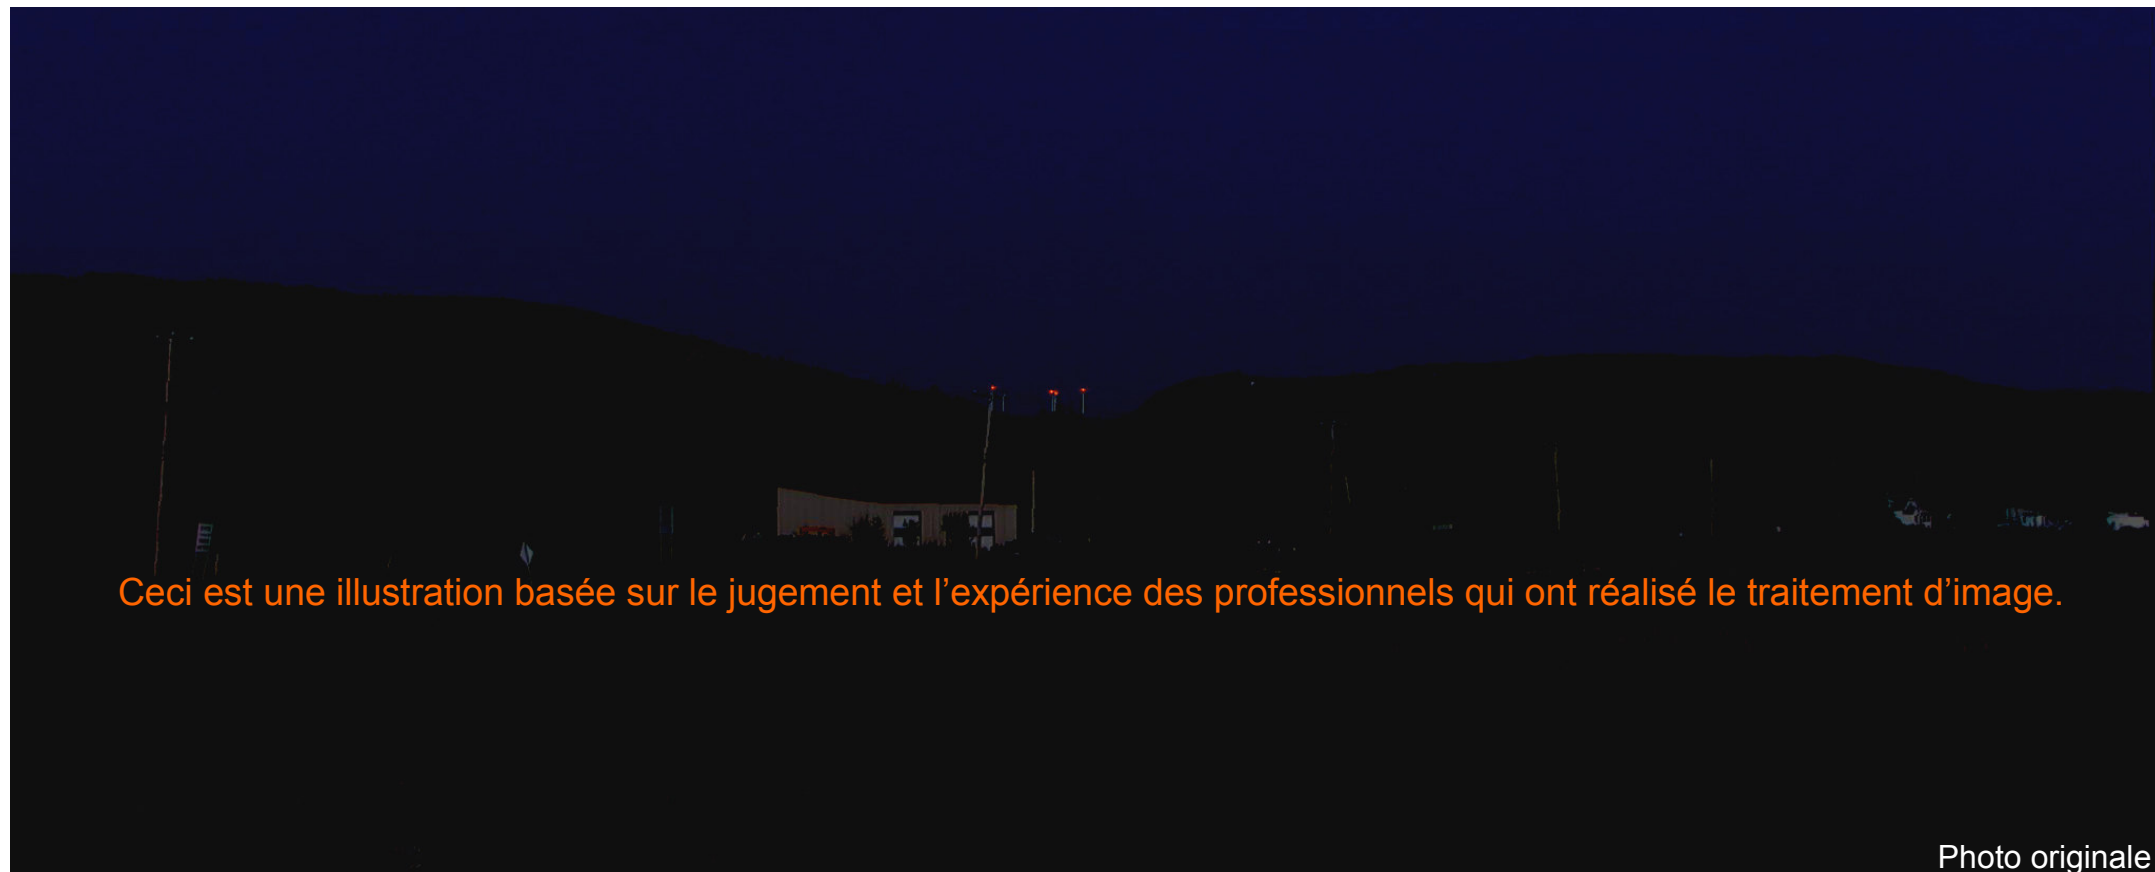 Ceci est une illustration basée sur le jugement et l’expérience des professionnels qui ont réalisé le traitement d’image.
Photo originale